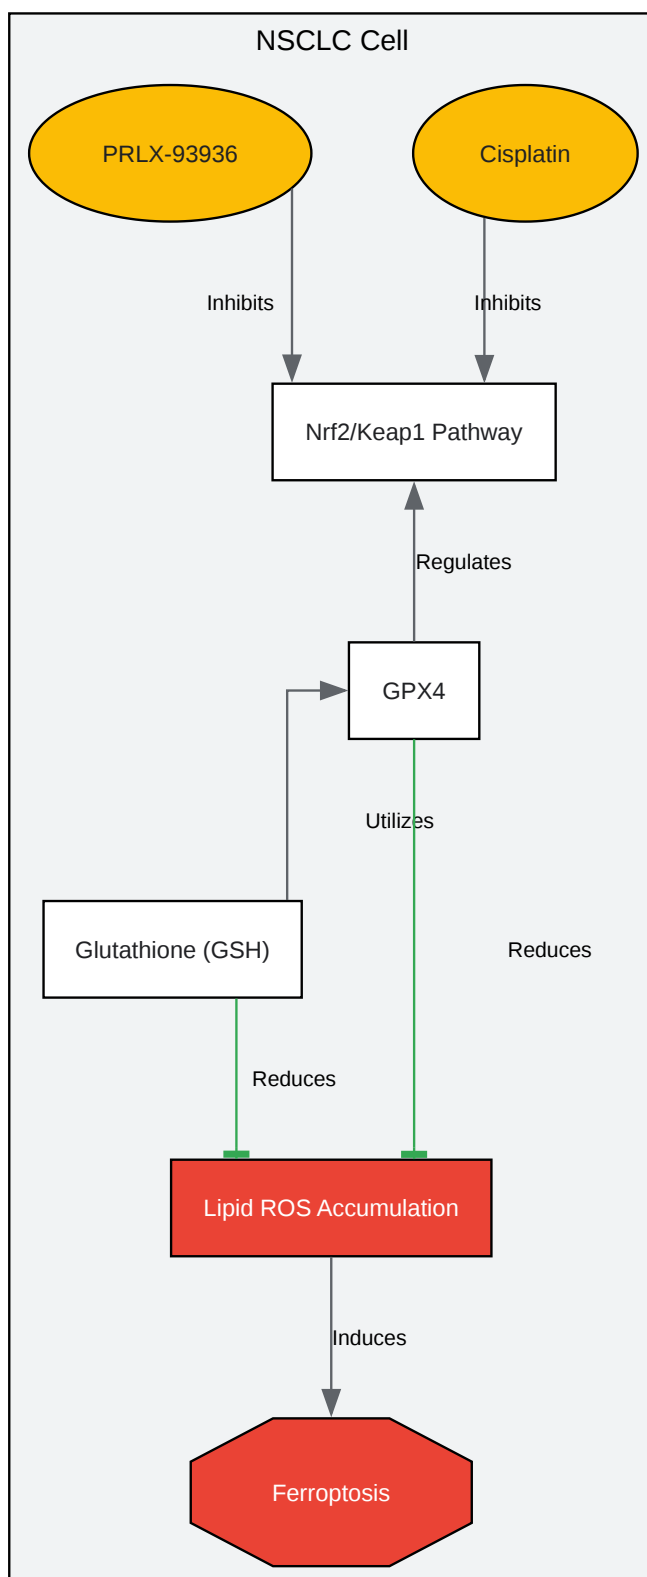 NSCLC Cell
PRLX-93936
Cisplatin
Inhibits
Inhibits
Nrf2/Keap1 Pathway
Regulates
GPX4
Utilizes
Glutathione (GSH)
Reduces
Reduces
Lipid ROS Accumulation
Induces
Ferroptosis